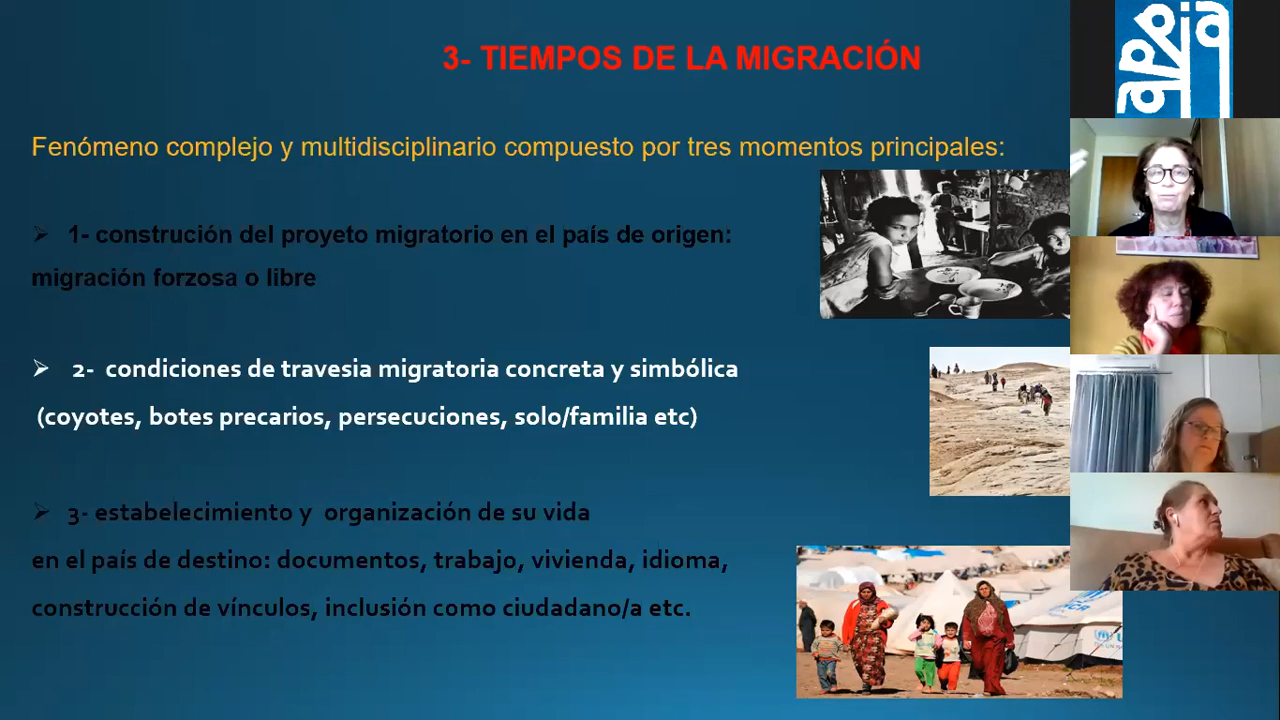 3- TIEMPOS DE LA MIGRACIÓN
Fenómeno complejo y multidisciplinario compuesto por tres momentos principales:
1- construción del proyeto migratorio en el país de origen:
migración forzosa o libre
2- condiciones de travesia migratoria concreta y simbólica
(coyotes, botes precarios, persecuciones, solo/familia etc)
3- estabelecimiento y organización de su vida
en el país de destino: documentos, trabajo, vivienda, idioma,
construcción de vínculos, inclusión como ciudadano/a etc.